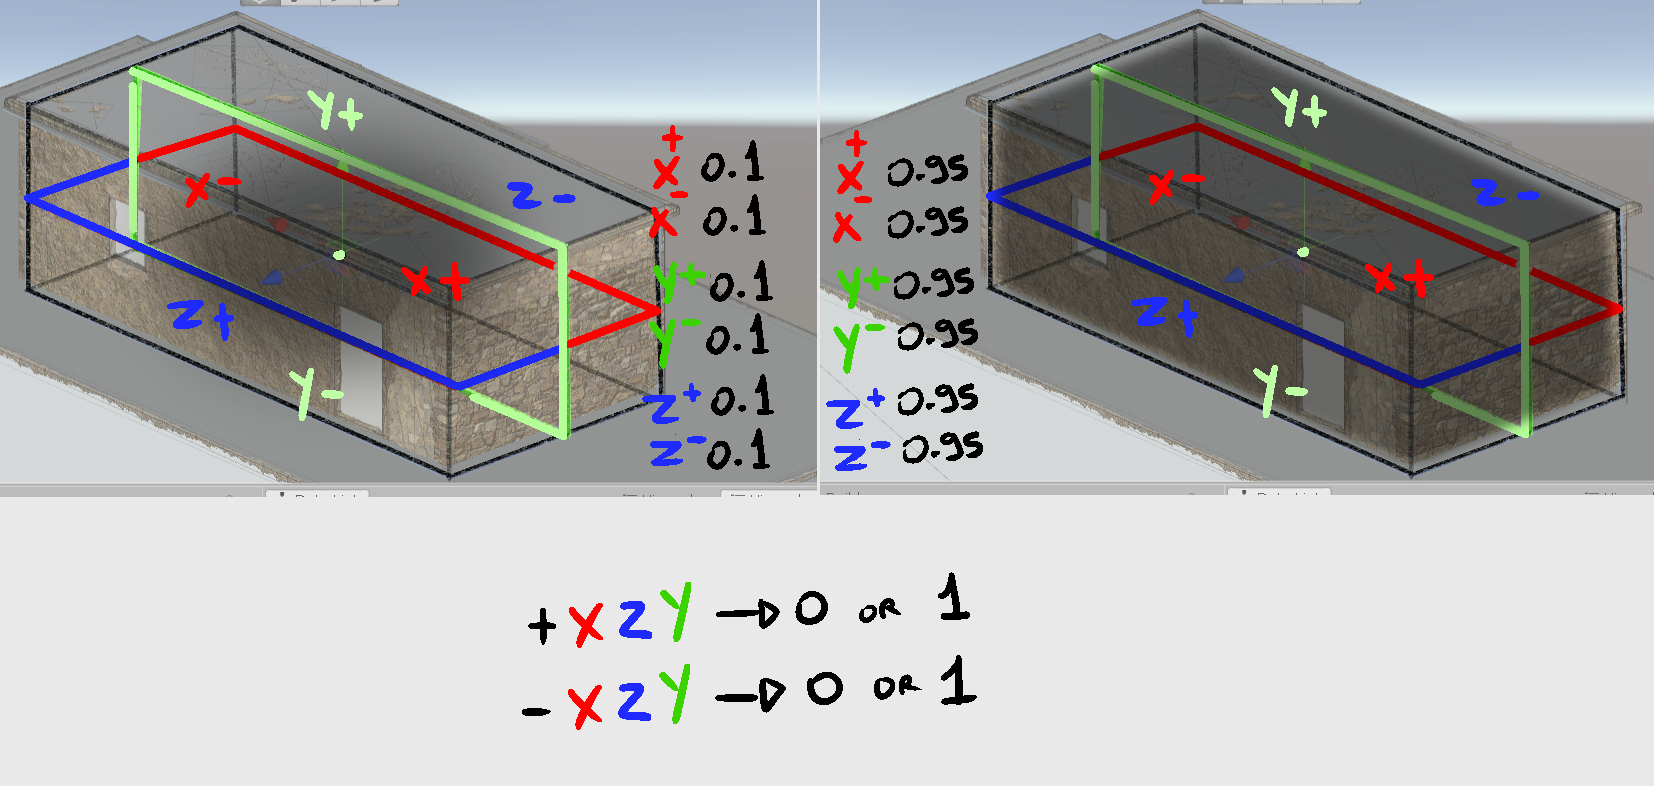 Y+
X-
Z-
X+
Z+
Y-
X+ 0.1
X- 0.1
Y+ 0.1
Y- 0.1
Z+ 0.1
Z- 0.1
Y+
X-
Z-
X+
Z+
Y-
X+ 0.95
X- 0.95
Y+ 0.95
Y- 0.95
Z+ 0.95
Z- 0.95
+ X Z Y → 0 OR 1
- X Z Y → 0 OR 1